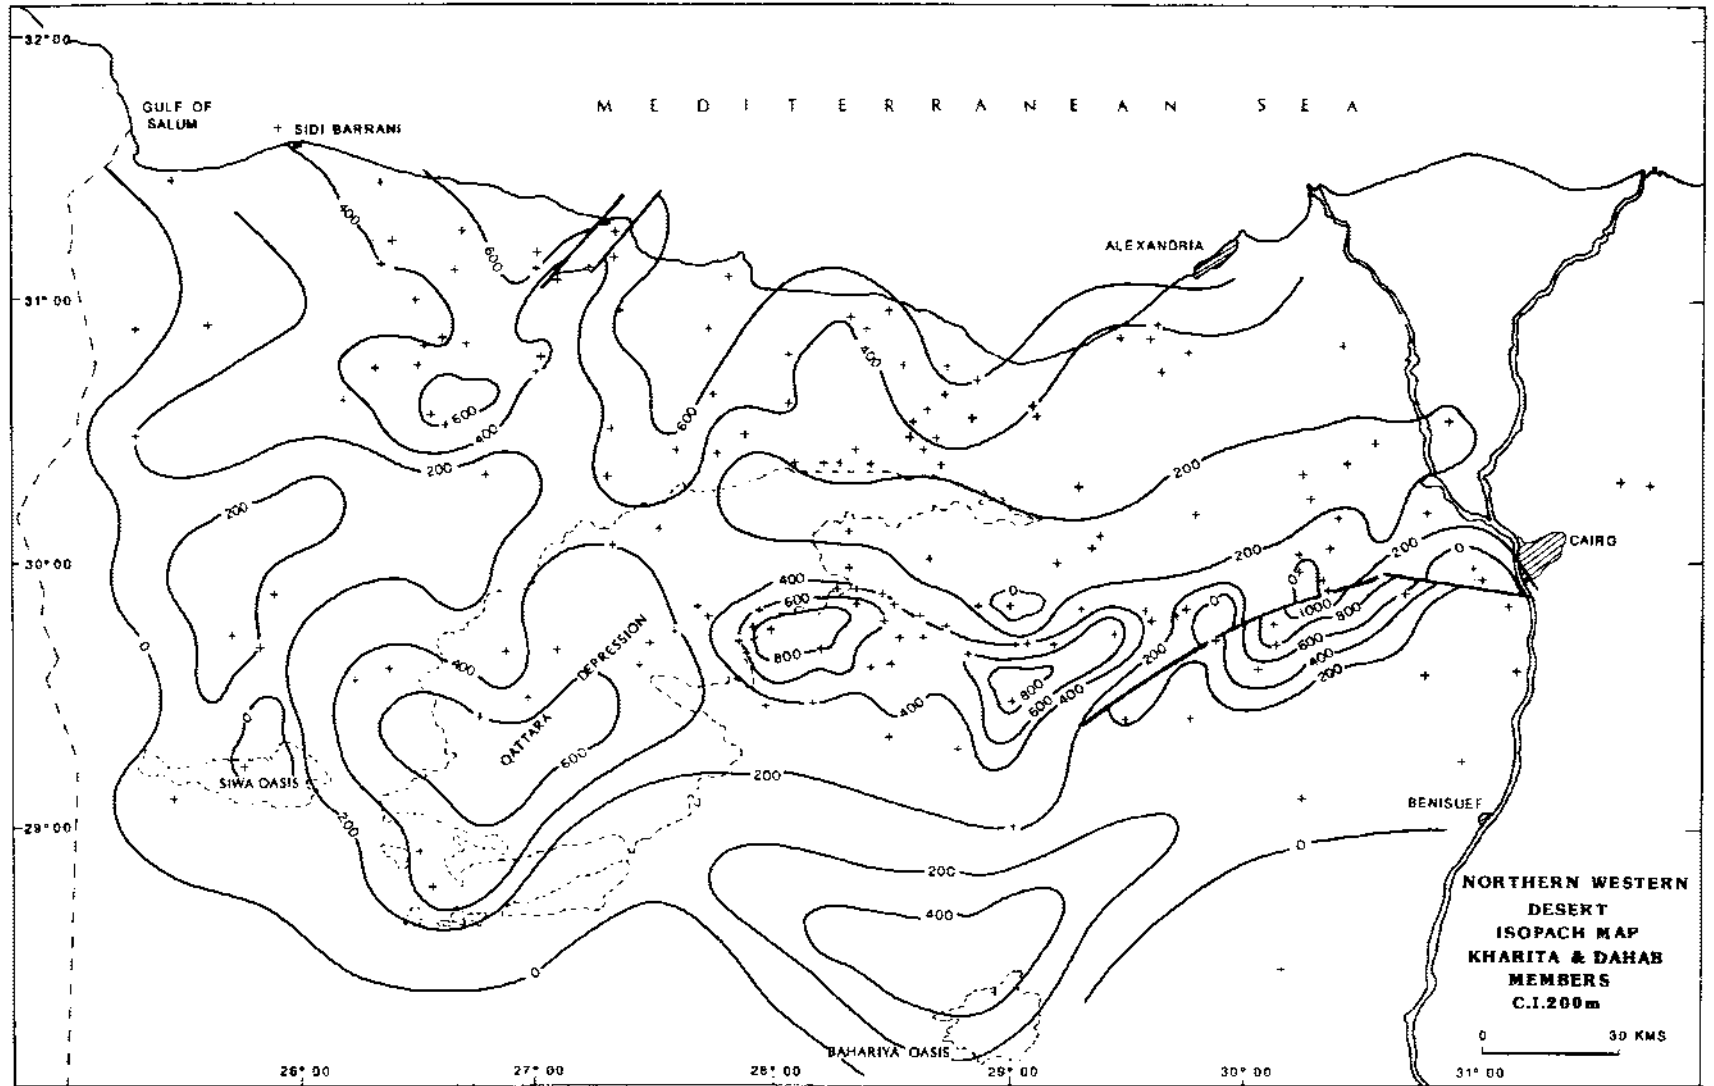 32°00
GULF OF
SALUM
MEDITERRANEAN SEA
SIDI BARRANI
400
600
ALEXANDRIA
31°00
400
600
600
400
200
200
200
30°00
CAIRO
200
200
0
400
600
0
0
0
1000
800
800
600
400
200
0
400
DEPRESSION
200
800
600
400
400
0
QATTARA
600
SIWA OASIS
200
29°00
200
BENISUEF
0
200
400
0
NORTHERN WESTERN
DESERT
ISOPACH MAP
KHARITA & DAHAB
MEMBERS
C.I.200m
0 30 KMS
BAHARIYA OASIS
26°00 27°00 28°00 29°00 30°00 31°00